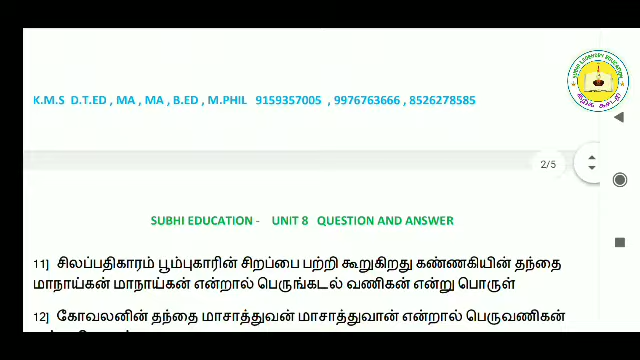 K.M.S D.T.ED , MA , MA , B.ED , M.PHIL 9159357005 , 9976763666 , 8526278585
2/5
SUBHI EDUCATION - UNIT 8 QUESTION AND ANSWER
11] சிலப்பதிகாரம் பூம்புகாரின் சிறப்பை பற்றி கூறுகிறது கண்ணகியின் தந்தை
மாநாய்கன் மாநாய்கன் என்றால் பெருங்கடல் வணிகன் என்று பொருள்
12] கோவலனின் தந்தை மாசாத்துவன் மாசாத்துவான் என்றால் பெருவணிகன்